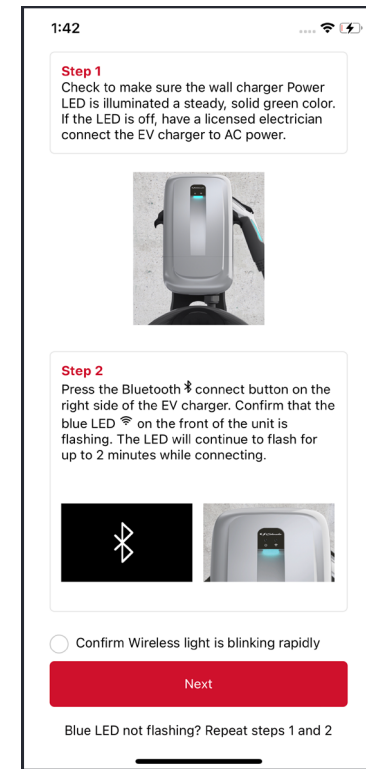 1:42
Step 1
Check to make sure the wall charger Power
LED is illuminated a steady, solid green color.
If the LED is off, have a licensed electrician
connect the EV charger to AC power.
Step 2
Press the Bluetooth connect button on the
right side of the EV charger. Confirm that the
blue LED on the front of the unit is
flashing. The LED will continue to flash for
up to 2 minutes while connecting.
Confirm Wireless light is blinking rapidly
Next
Blue LED not flashing? Repeat steps 1 and 2